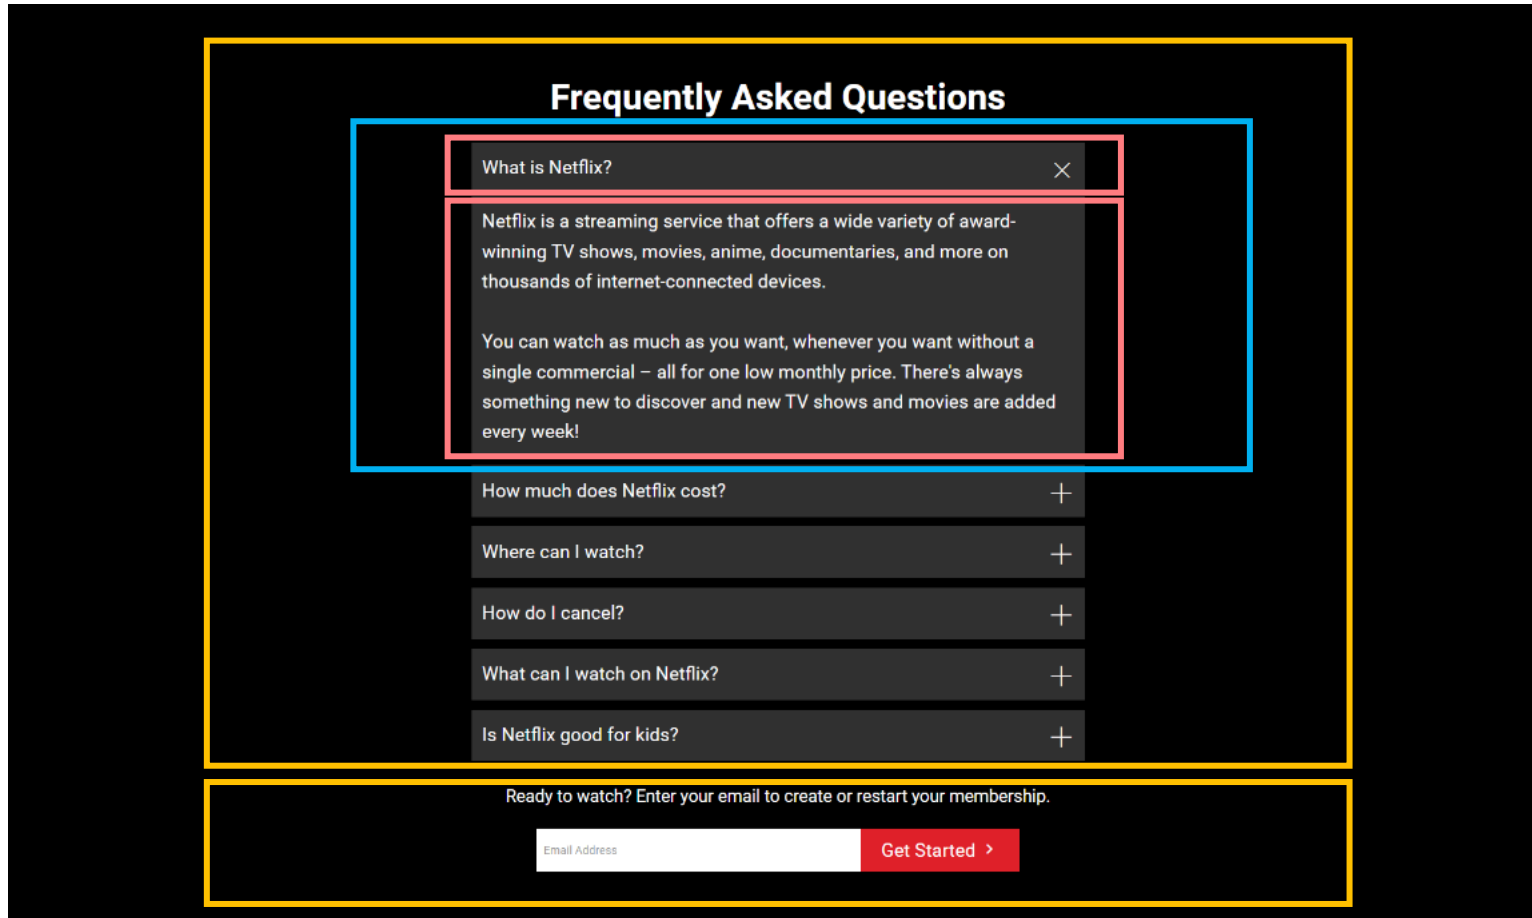 Frequently Asked Questions
What is Netflix?
Netflix is a streaming service that offers a wide variety of award-
winning TV shows, movies, anime, documentaries, and more on
thousands of internet-connected devices.
You can watch as much as you want, whenever you want without a
single commercial – all for one low monthly price. There's always
something new to discover and new TV shows and movies are added
every week!
How much does Netflix cost?
Where can I watch?
How do I cancel?
What can I watch on Netflix?
Is Netflix good for kids?
Ready to watch? Enter your email to create or restart your membership.
Email Address
Get Started